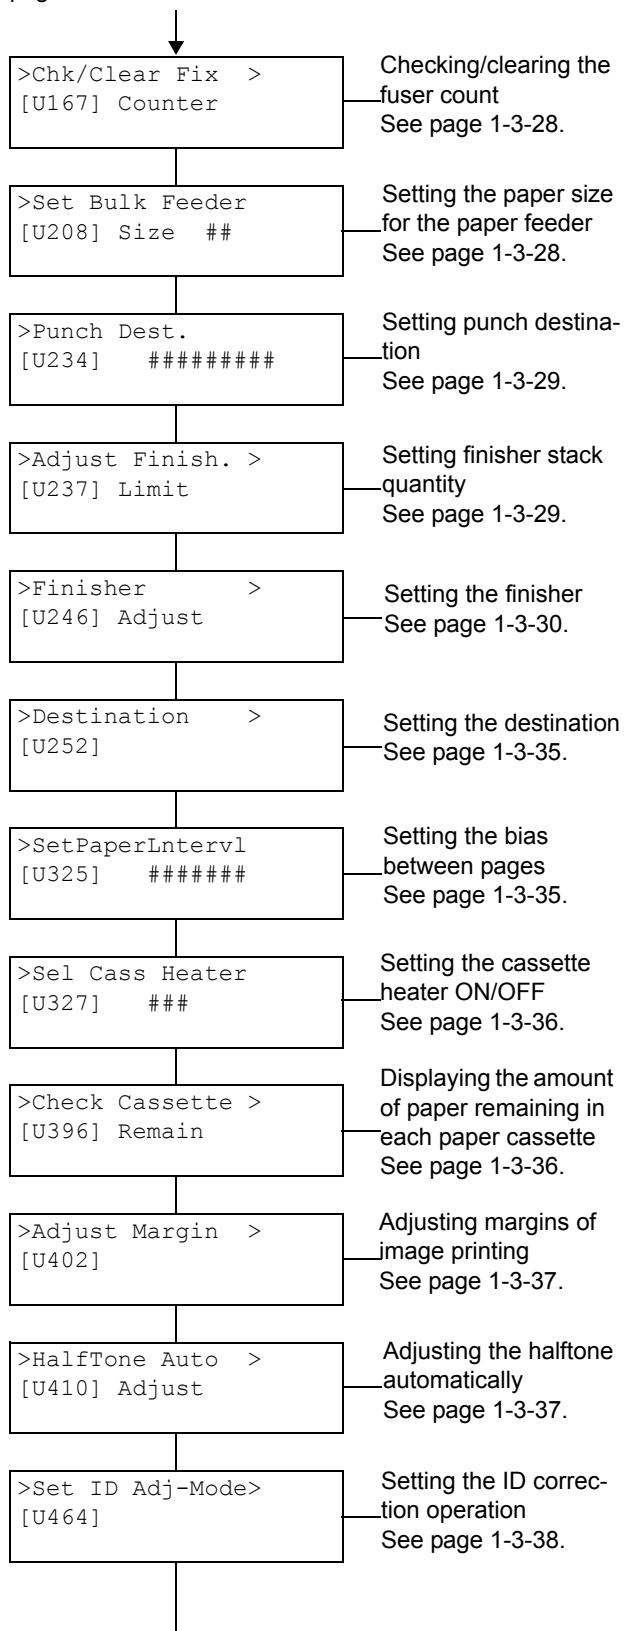 >Chk/Clear Fix  >
[U167] Counter
Checking/clearing the
fuser count
See page 1-3-28.
>Set Bulk Feeder
[U208] Size  ##
Setting the paper size
for the paper feeder
See page 1-3-28.
>Punch Dest.
[U234]   #########
Setting punch destina-
tion
See page 1-3-29.
>Adjust Finish. >
[U237] Limit
Setting finisher stack
quantity
See page 1-3-29.
>Finisher       >
[U246] Adjust
Setting the finisher
See page 1-3-30.
>Destination    >
[U252]
Setting the destination
See page 1-3-35.
>SetPaperLntervl
[U325]   #######
Setting the bias
between pages
See page 1-3-35.
>Sel Cass Heater
[U327]   ###
Setting the cassette
heater ON/OFF
See page 1-3-36.
>Check Cassette >
[U396] Remain
Displaying the amount
of paper remaining in
each paper cassette
See page 1-3-36.
>Adjust Margin  >
[U402]
Adjusting margins of
image printing
See page 1-3-37.
>HalfTone Auto  >
[U410] Adjust
Adjusting the halftone
automatically
See page 1-3-37.
>Set ID Adj-Mode>
[U464]
Setting the ID correc-
tion operation
See page 1-3-38.